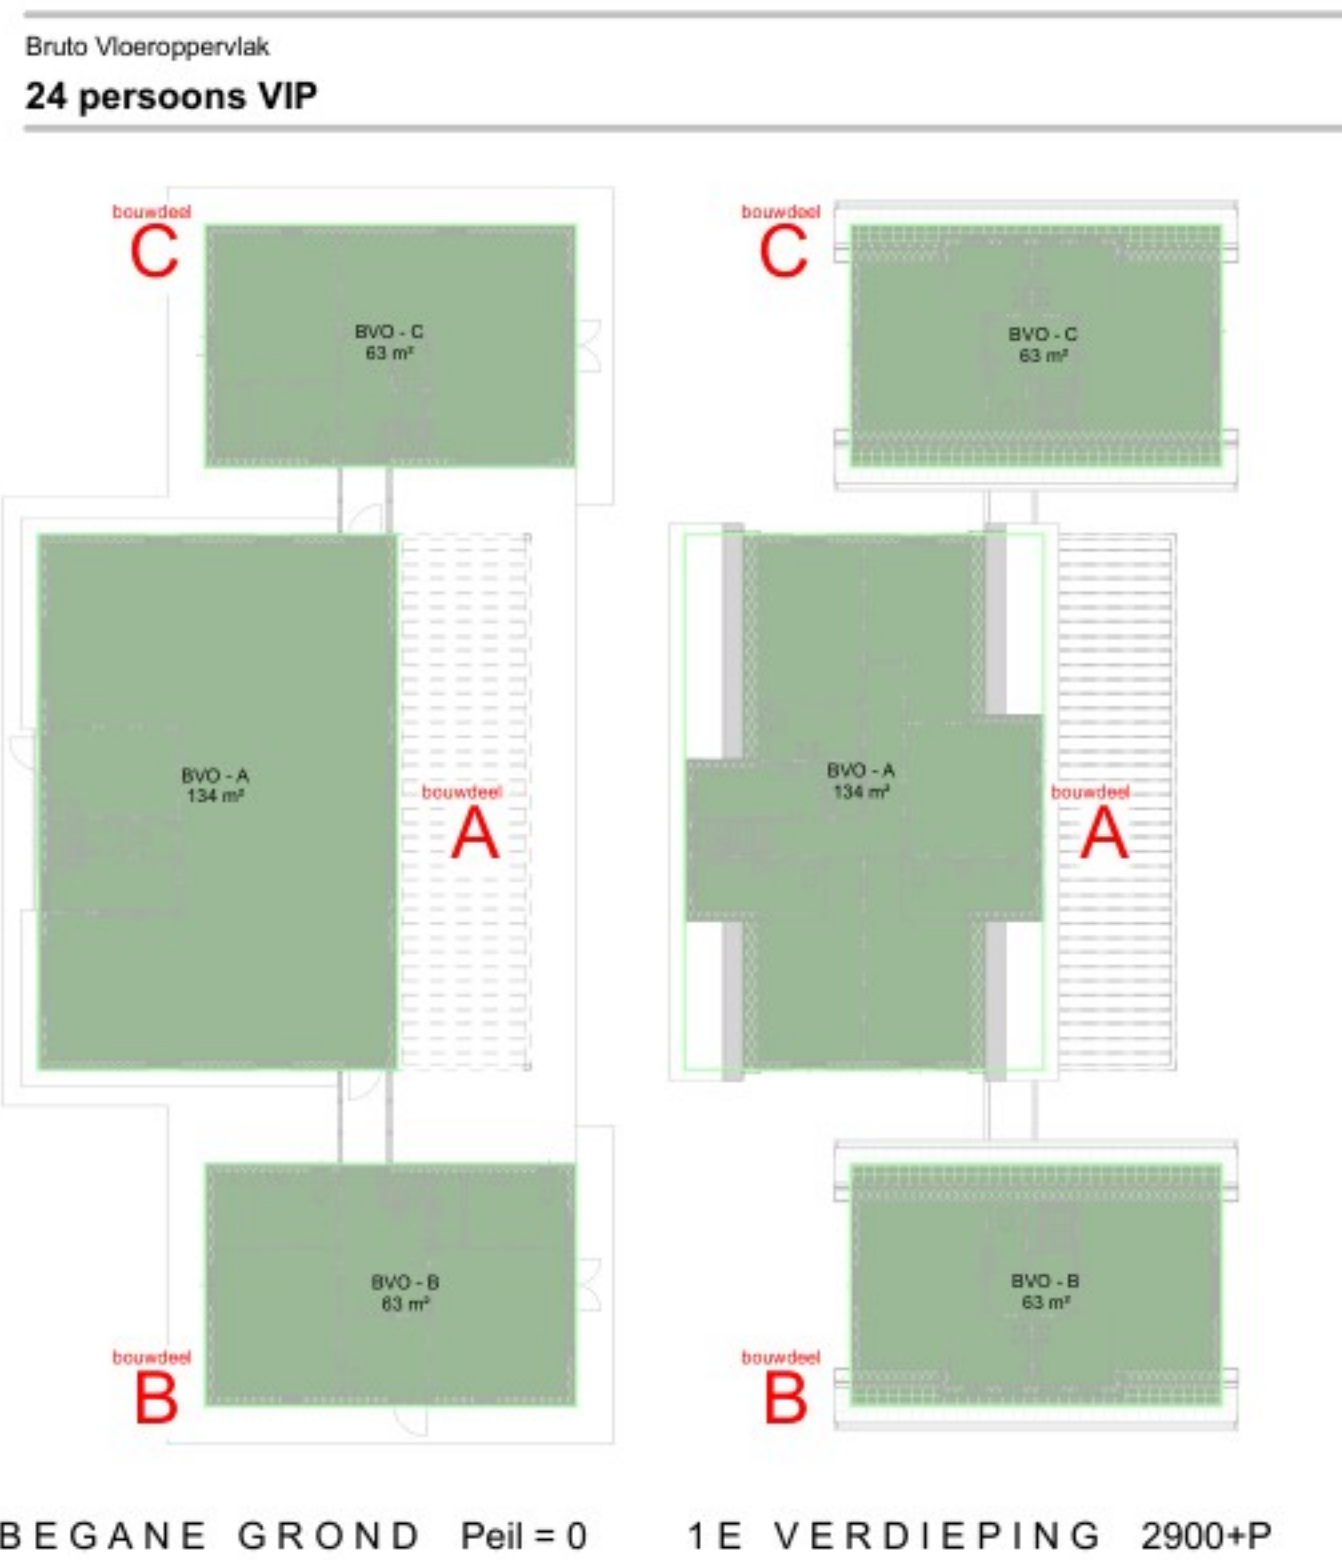 Bruto Vloeroppervlak
24 persoons VIP
bouwdeel
C
BVO - C
63 m²
bouwdeel
C
BVO - C
63 m²
BVO - A
134 m²
bouwdeel
A
BVO - A
134 m²
bouwdeel
A
BVO - B
63 m²
bouwdeel
B
BVO - B
63 m²
bouwdeel
B
BEGANE GROND Peil = 0
1E VERDIEPING 2900+P